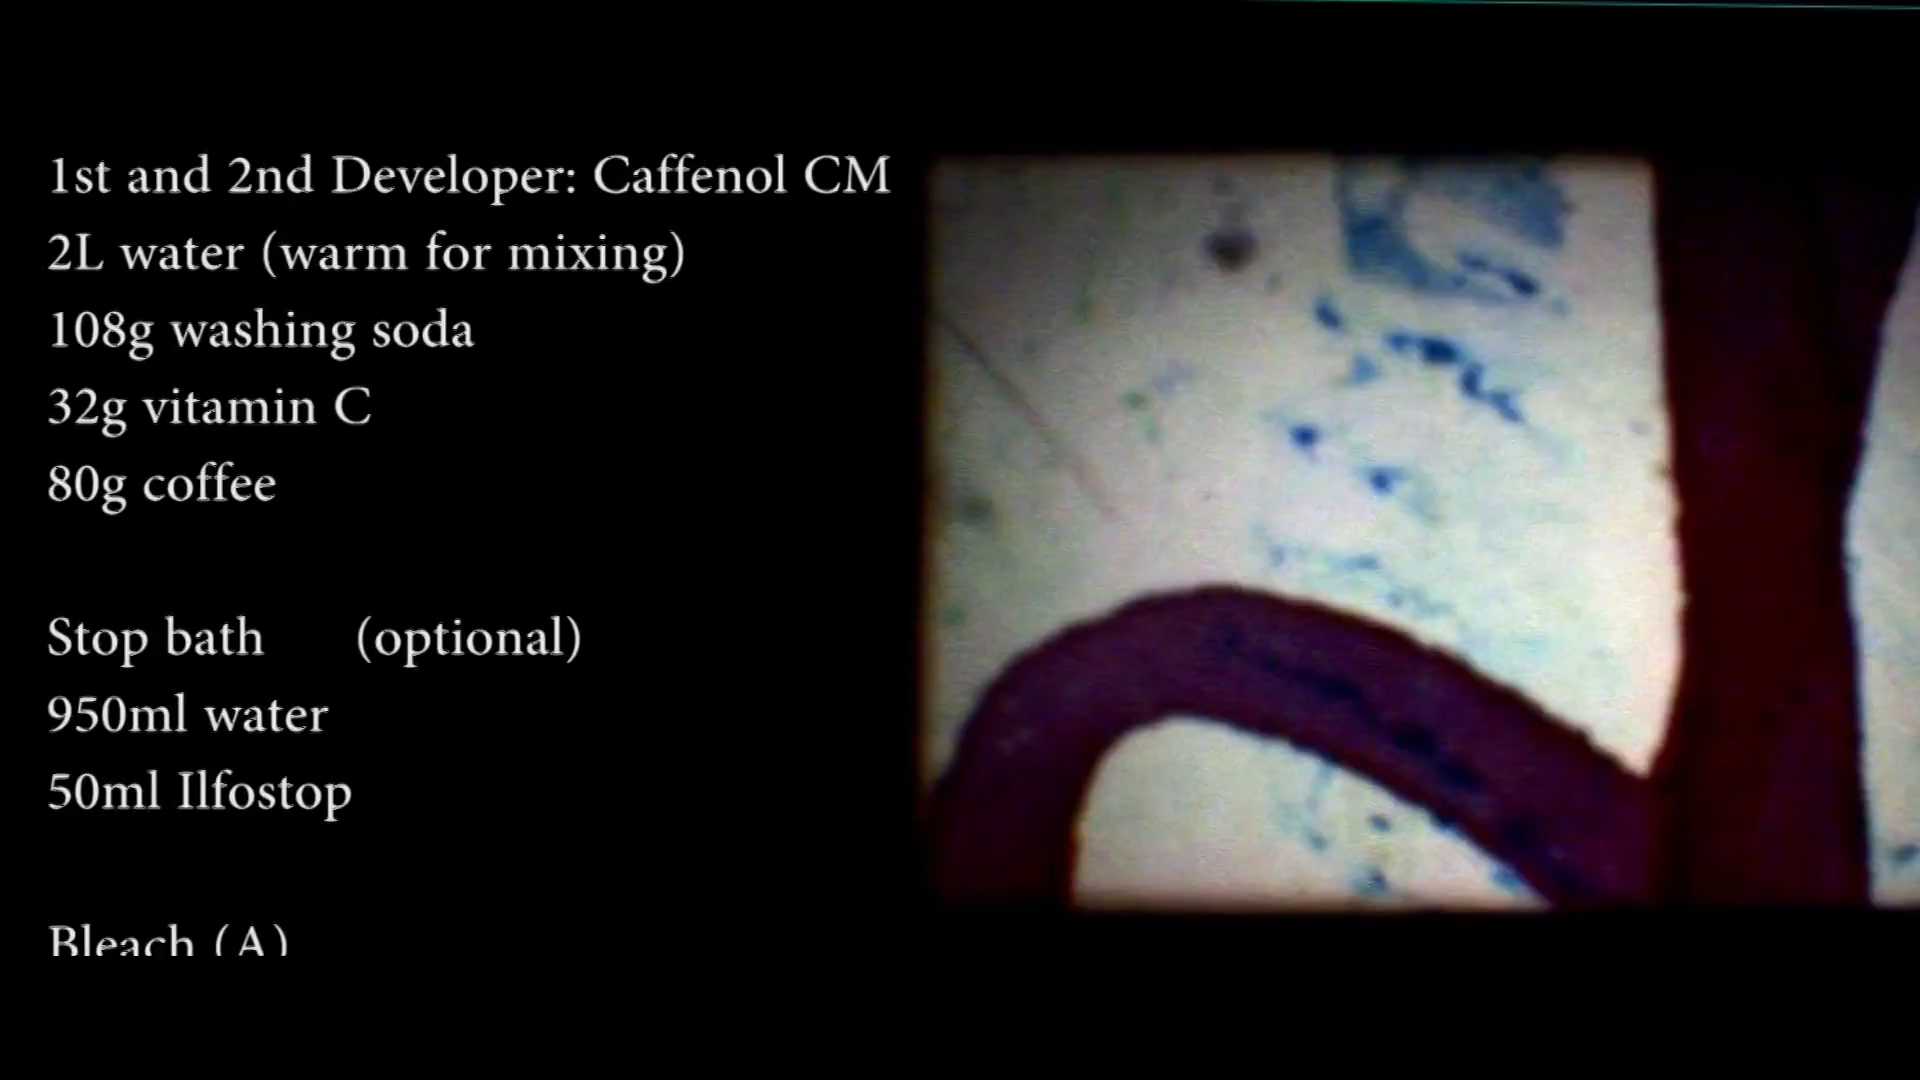 1st and 2nd Developer: Caffenol CM
2L water (warm for mixing)
108g washing soda
32g vitamin C
80g coffee
Stop bath (optional)
950ml water
50ml Ilfostop
Bleach (A)